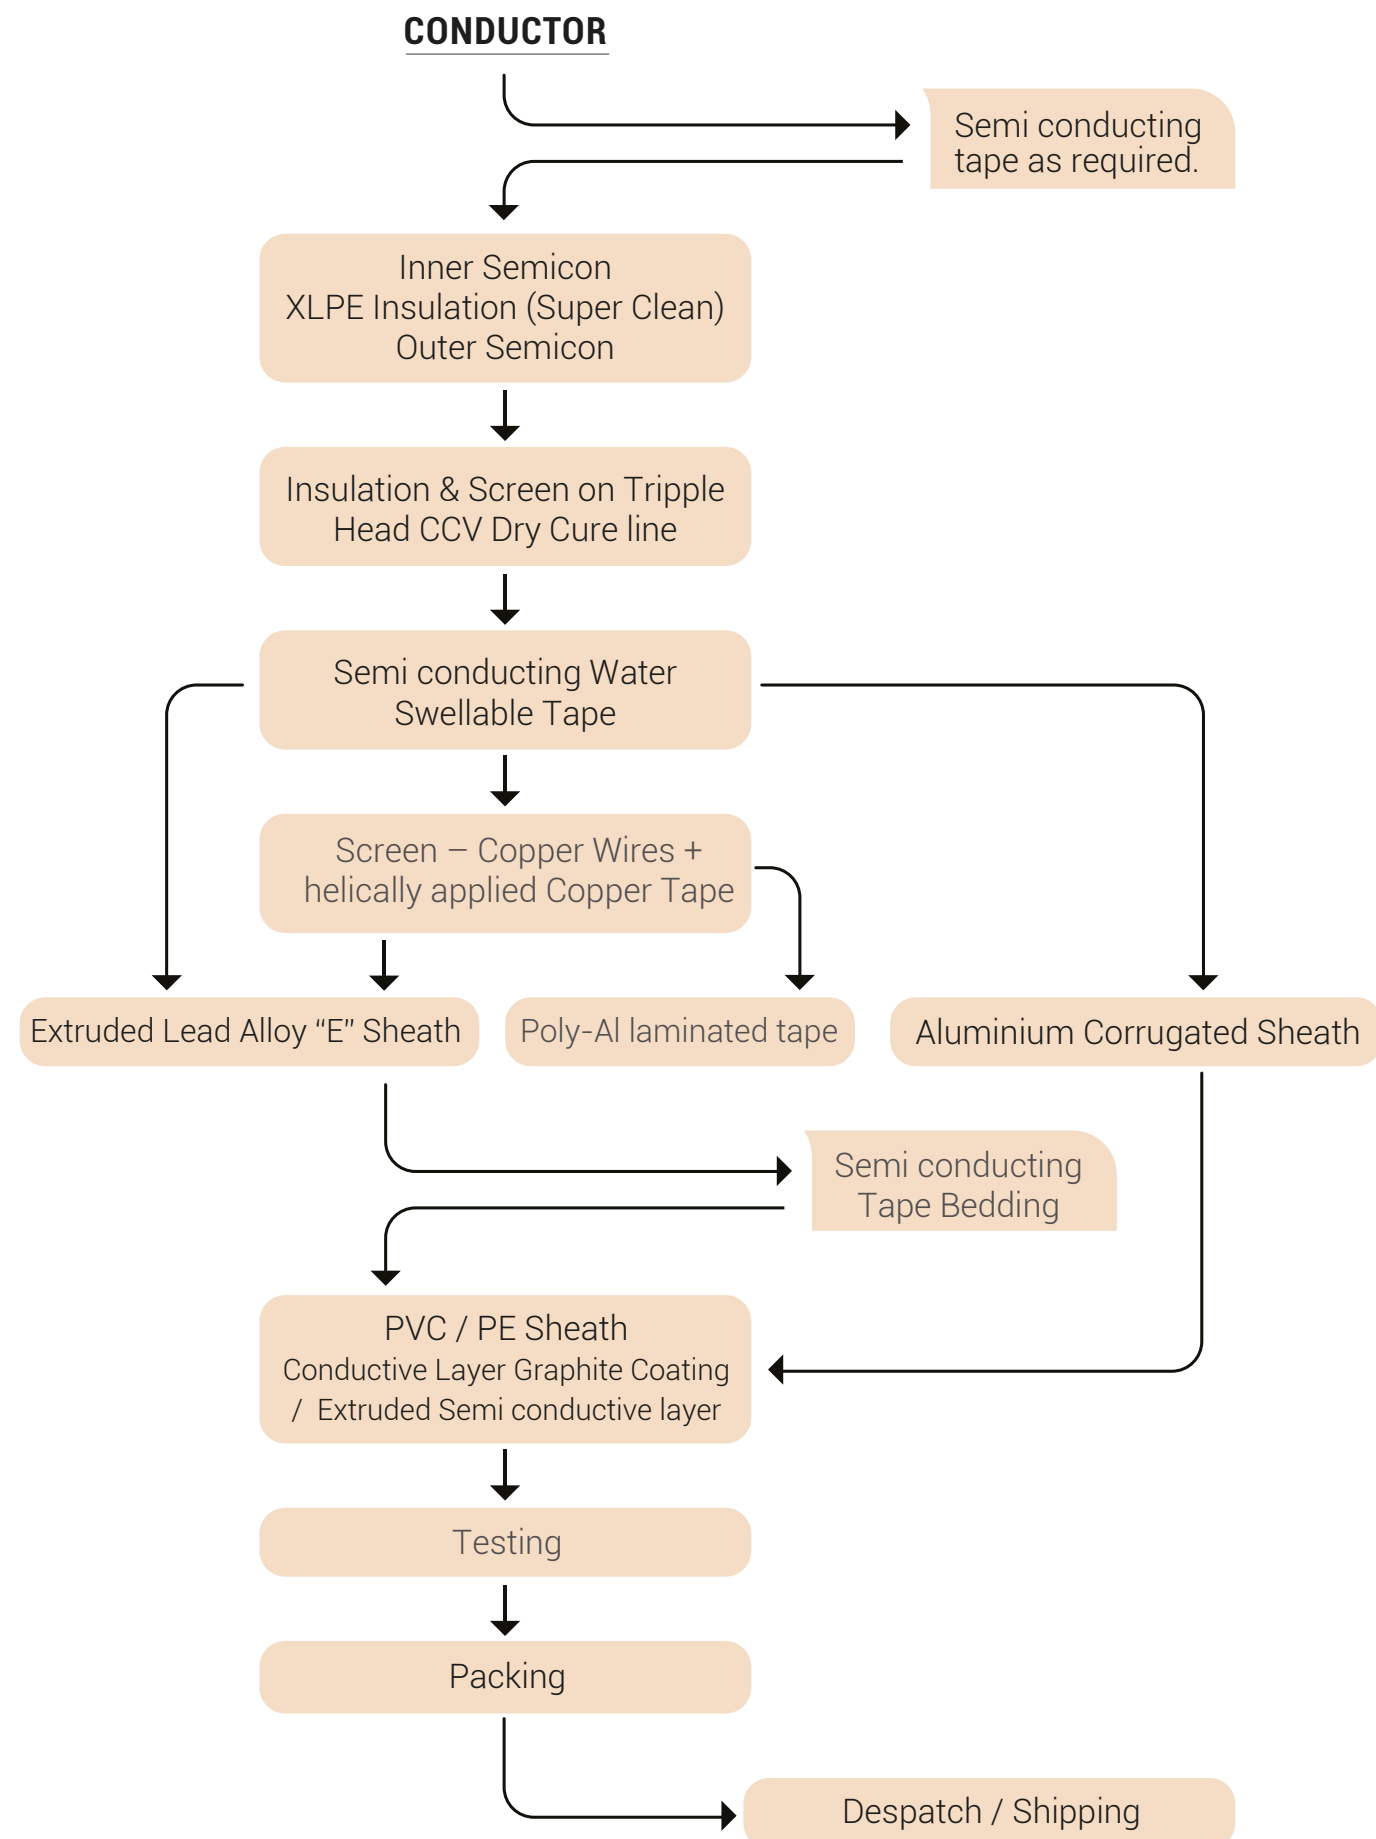 CONDUCTOR
Semi conducting
tape as required.
Inner Semicon
XLPE Insulation (Super Clean)
Outer Semicon
Insulation & Screen on Tripple
Head CCV Dry Cure line
Semi conducting Water
Swellable Tape
Screen – Copper Wires +
helically applied Copper Tape
Extruded Lead Alloy “E” Sheath
Poly-Al laminated tape
Aluminium Corrugated Sheath
Semi conducting
Tape Bedding
PVC / PE Sheath
Conductive Layer Graphite Coating
/ Extruded Semi conductive layer
Testing
Packing
Despatch / Shipping